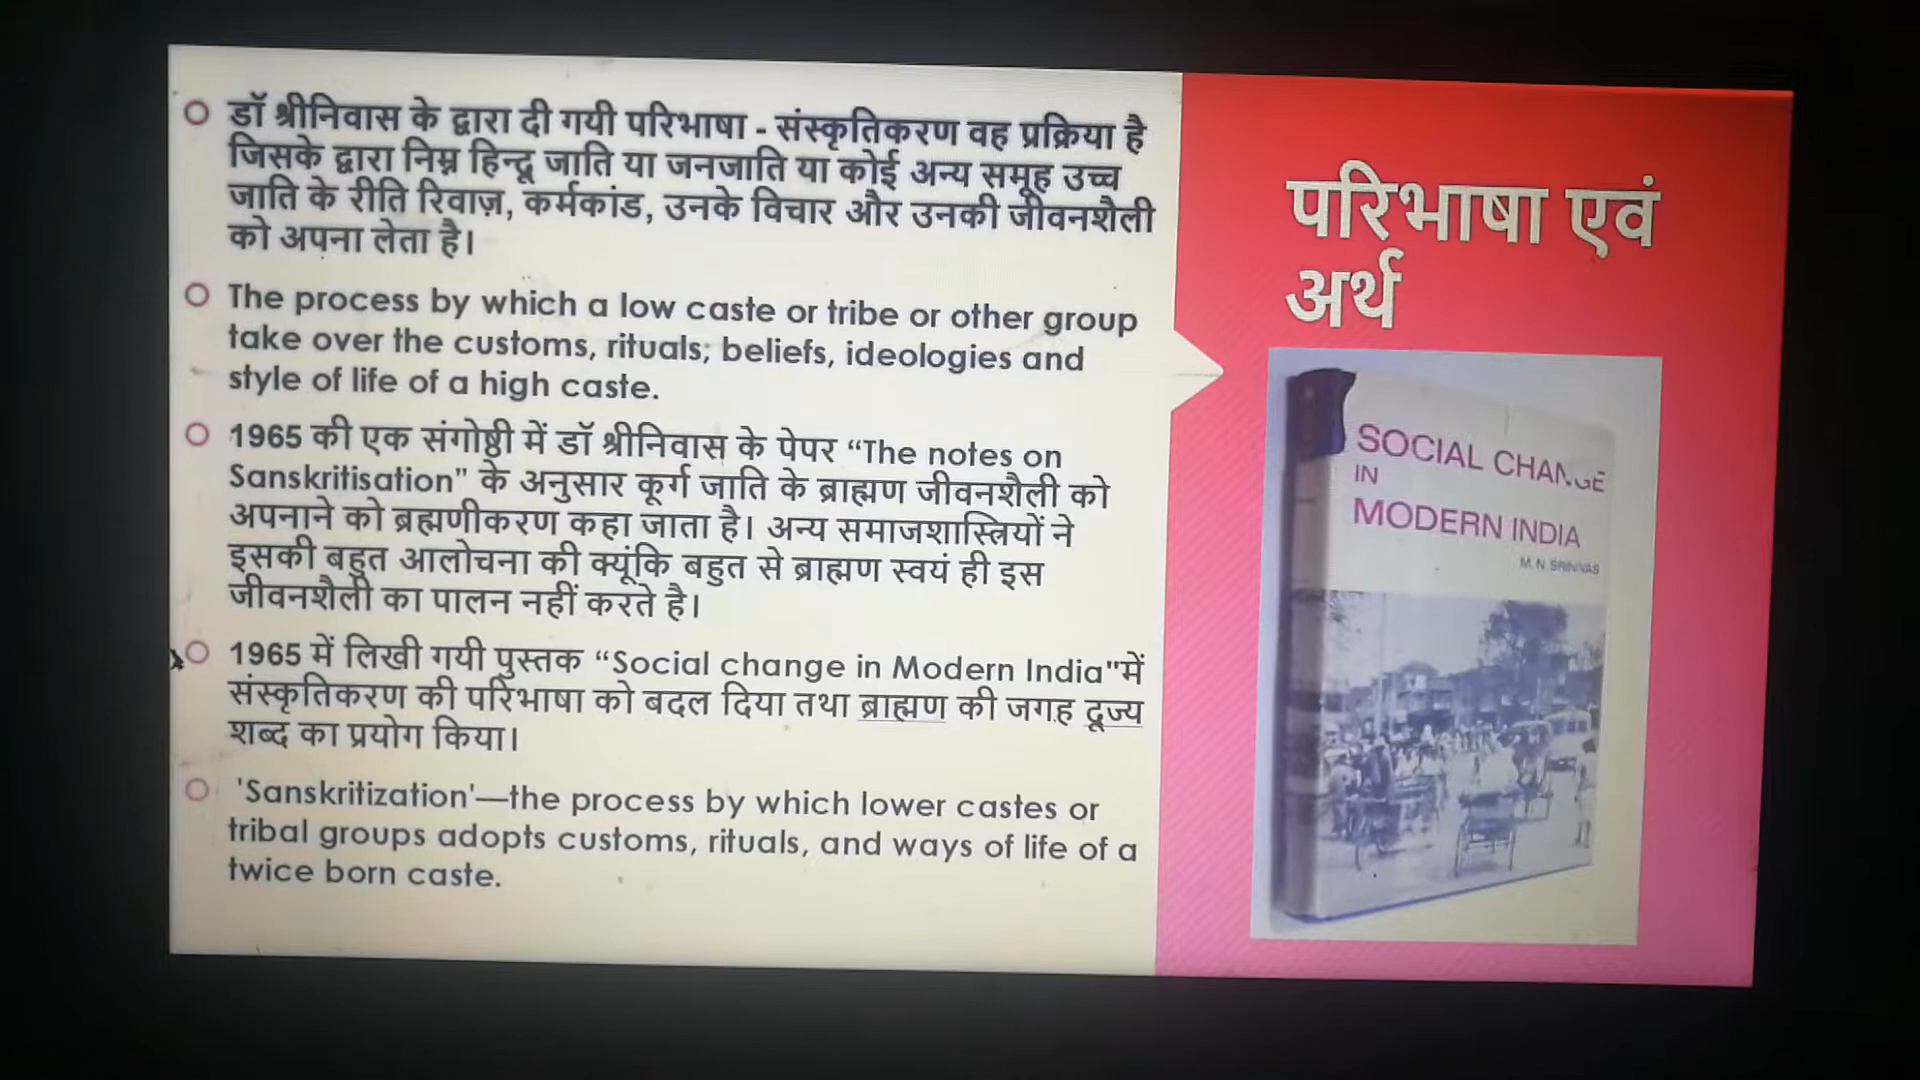 डॉ श्रीनिवास के द्वारा दी गयी परिभाषा - संस्कृतिकरण वह प्रक्रिया है
जिसके द्वारा निम्न हिन्दू जाति या जनजाति या कोई अन्य समूह उच्च
जाति के रीति रिवाज़, कर्मकांड, उनके विचार और उनकी जीवनशैली
को अपना लेता है।
The process by which a low caste or tribe or other group
take over the customs, rituals; beliefs, ideologies and
style of life of a high caste.
1965 की एक संगोष्ठी में डॉ श्रीनिवास के पेपर “The notes on
Sanskritisation" के अनुसार कूर्ग जाति के ब्राह्मण जीवनशैली को
अपनाने को ब्रह्मणीकरण कहा जाता है। अन्य समाजशास्त्रियों ने
इसकी बहुत आलोचना की क्यूंकि बहुत से ब्राह्मण स्वयं ही इस
जीवनशैली का पालन नहीं करते है।
1965 में लिखी गयी पुस्तक “Social change in Modern India"में
संस्कृतिकरण की परिभाषा को बदल दिया तथा ब्राह्मण की जगह दूज्य
शब्द का प्रयोग किया।
'Sanskritization'—the process by which lower castes or
tribal groups adopts customs, rituals, and ways of life of a
twice born caste.
परिभाषा एवं
अर्थ
SOCIAL CHANGE
IN
MODERN INDIA
M. N. SRINIVAS